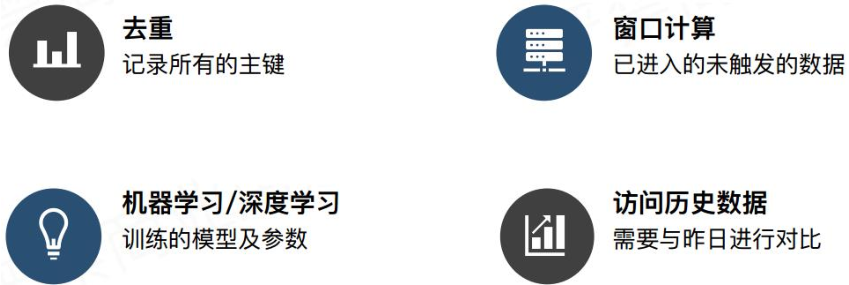 去重
记录所有的主键
窗口计算
已进入的未触发的数据
机器学习/深度学习
训练的模型及参数
访问历史数据
需要与昨日进行对比